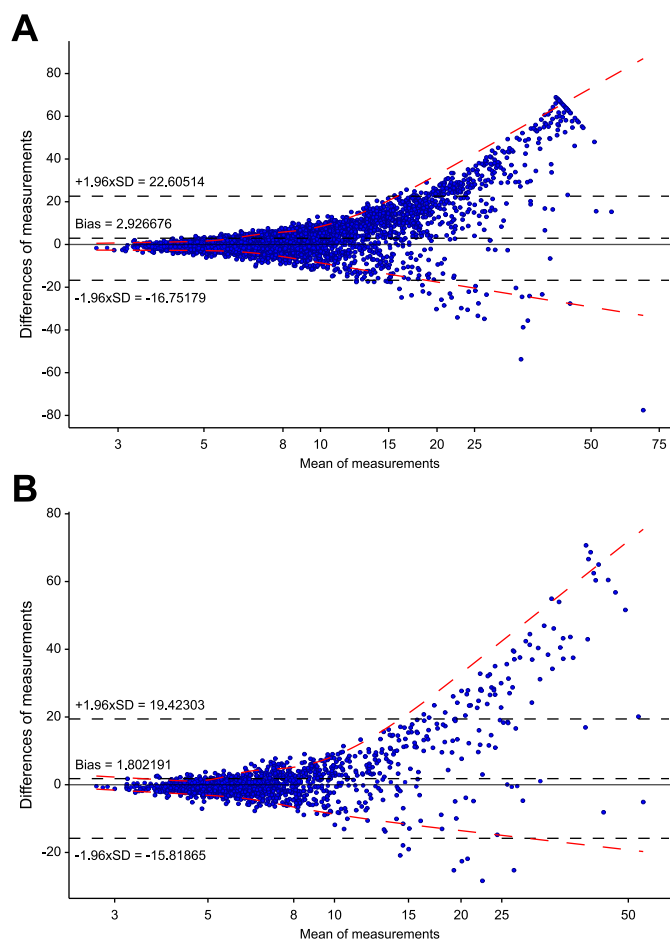 A
80
60
40
+1.96xSD = 22.60514
20
Bias = 2.926676
0
-20
-1.96xSD = -16.75179
-40
-60
-80
Differences of measurements
3 5 8 10 15 20 25 50 75
Mean of measurements
B
80
60
40
+1.96xSD = 19.42303
20
Bias = 1.802191
0
-20
-1.96xSD = -15.81865
Differences of measurements
3 5 8 10 15 20 25 50
Mean of measurements